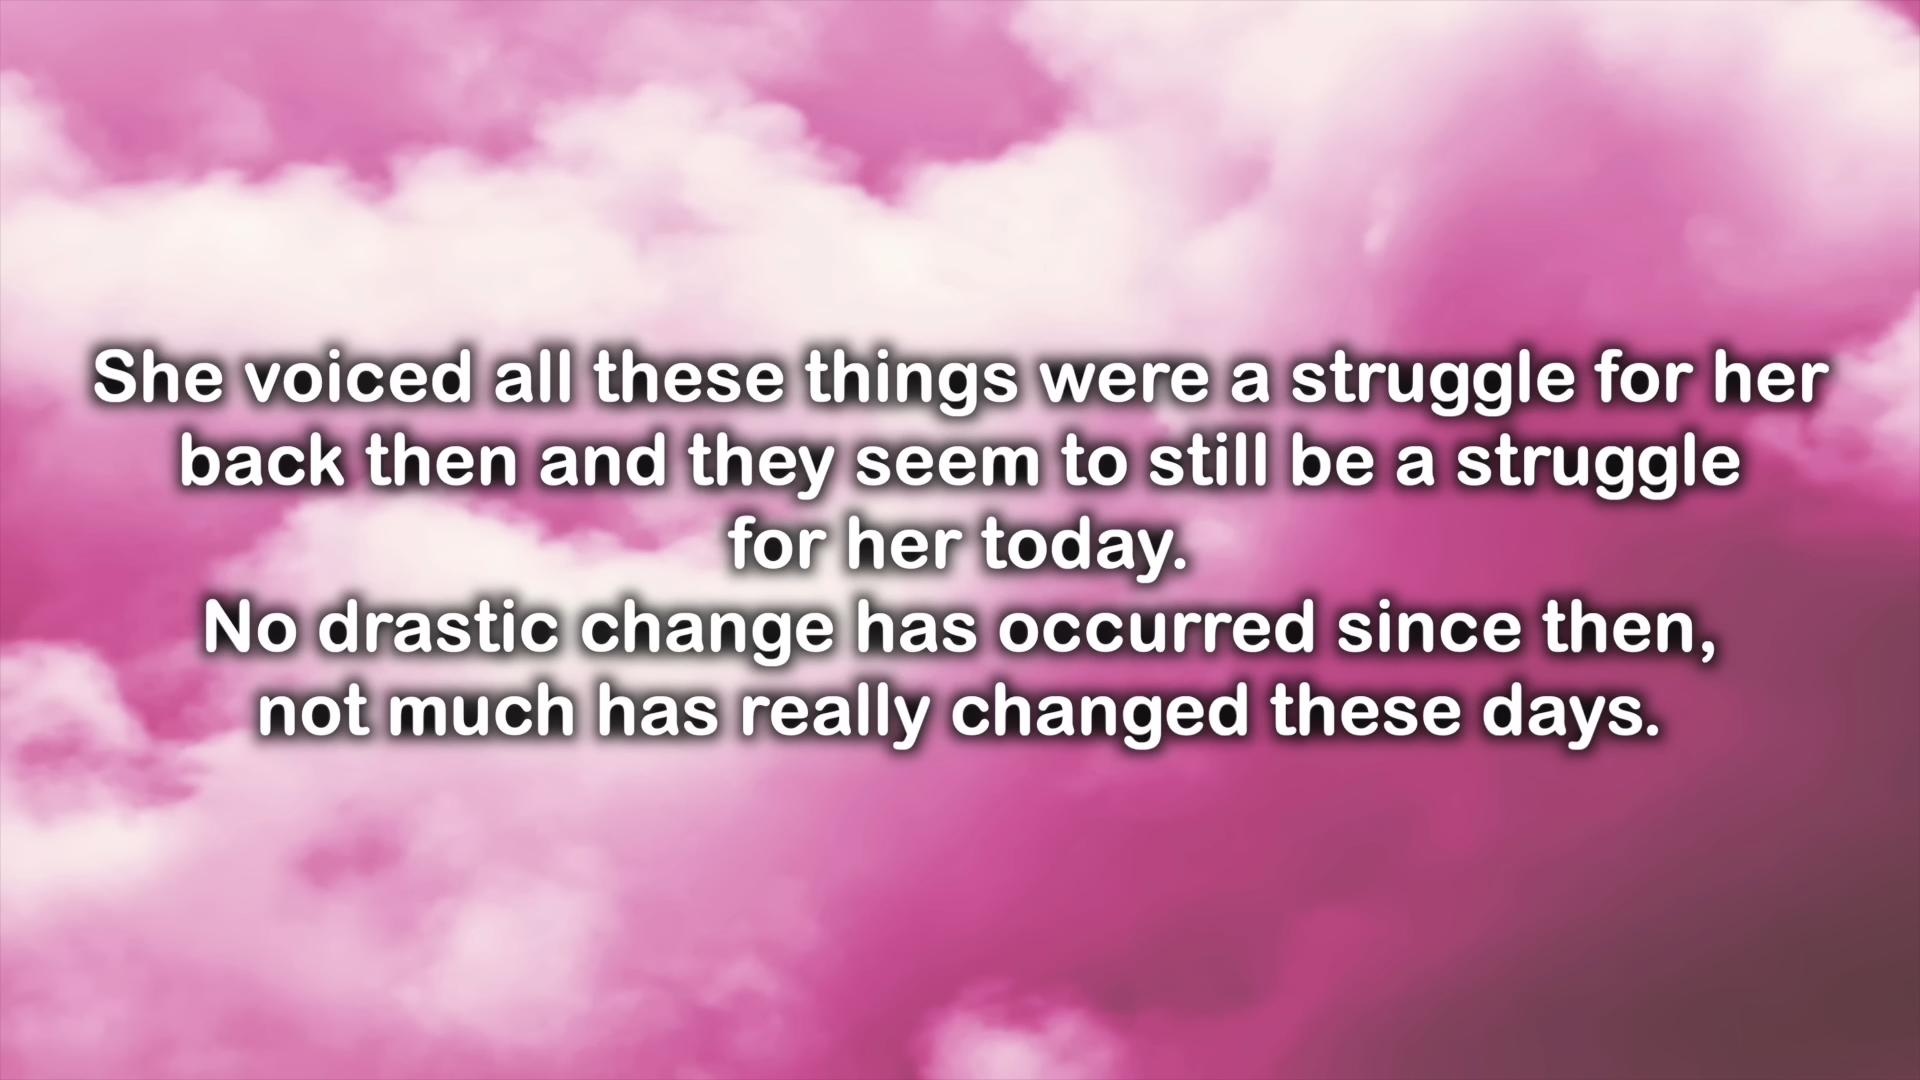 She voiced all these things were a struggle for her
back then and they seem to still be a struggle
for her today.
No drastic change has occurred since then,
not much has really changed these days.